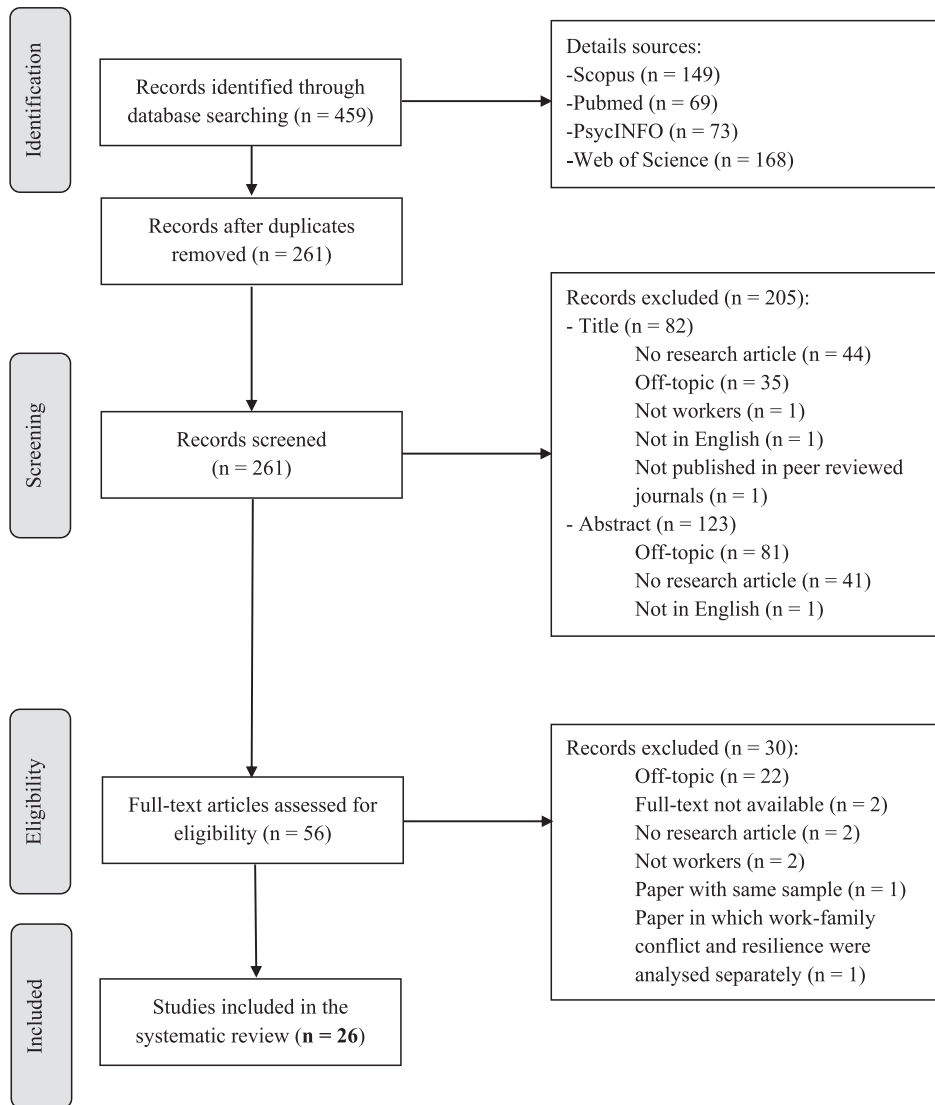 Identification
Records identified through
database searching (n = 459)
Details sources:
-Scopus (n = 149)
-Pubmed (n = 69)
-PsycINFO (n = 73)
-Web of Science (n = 168)
Records after duplicates
removed (n = 261)
Screening
Records screened
(n = 261)
Records excluded (n = 205):
- Title (n = 82)
No research article (n = 44)
Off-topic (n = 35)
Not workers (n = 1)
Not in English (n = 1)
Not published in peer reviewed
journals (n = 1)
- Abstract (n = 123)
Off-topic (n = 81)
No research article (n = 41)
Not in English (n = 1)
Eligibility
Full-text articles assessed for
eligibility (n = 56)
Records excluded (n = 30):
Off-topic (n = 22)
Full-text not available (n = 2)
No research article (n = 2)
Not workers (n = 2)
Paper with same sample (n = 1)
Paper in which work-family
conflict and resilience were
analysed separately (n = 1)
Included
Studies included in the
systematic review (n = 26)